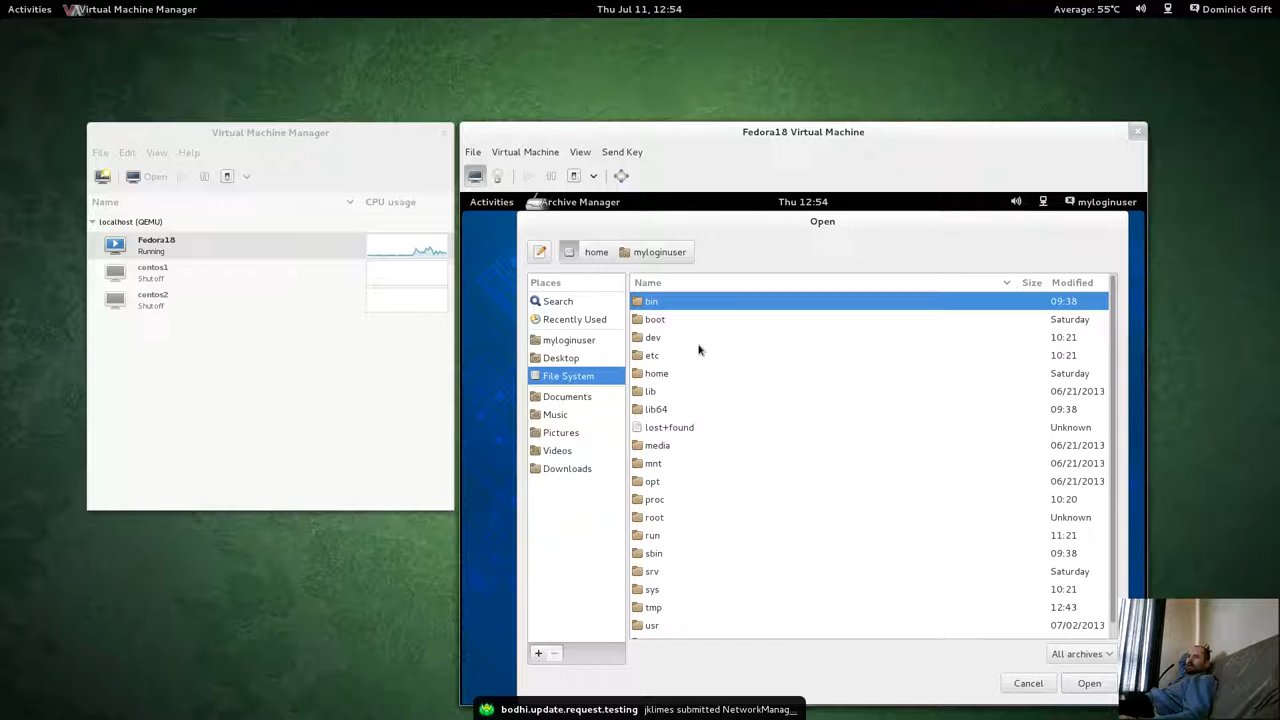 Activities Virtual Machine Manager Thu Jul 11, 12:54 Average: 55°C Dominick Grift
Virtual Machine Manager
File Edit View Help
Open
Name CPU usage
localhost (QEMU)
Fedora18
Running
centos1
Shutoff
centos2
Shutoff
Fedora18 Virtual Machine
File Virtual Machine View Send Key
Activities Archive Manager Thu 12:54 myloginuser
Open
home myloginuser
Places
Search
Recently Used
myloginuser
Desktop
File System
Documents
Music
Pictures
Videos
Downloads
Name Size Modified
bin 09:38
boot Saturday
dev 10:21
etc 10:21
home Saturday
lib 06/21/2013
lib64 09:38
lost+found Unknown
media 06/21/2013
mnt 06/21/2013
opt 06/21/2013
proc 10:20
root Unknown
run 11:21
sbin 09:38
srv Saturday
sys 10:21
tmp 12:43
usr 07/02/2013
All archives
Cancel Open
bodhi.update.request.testing jklimes submitted NetworkManag...